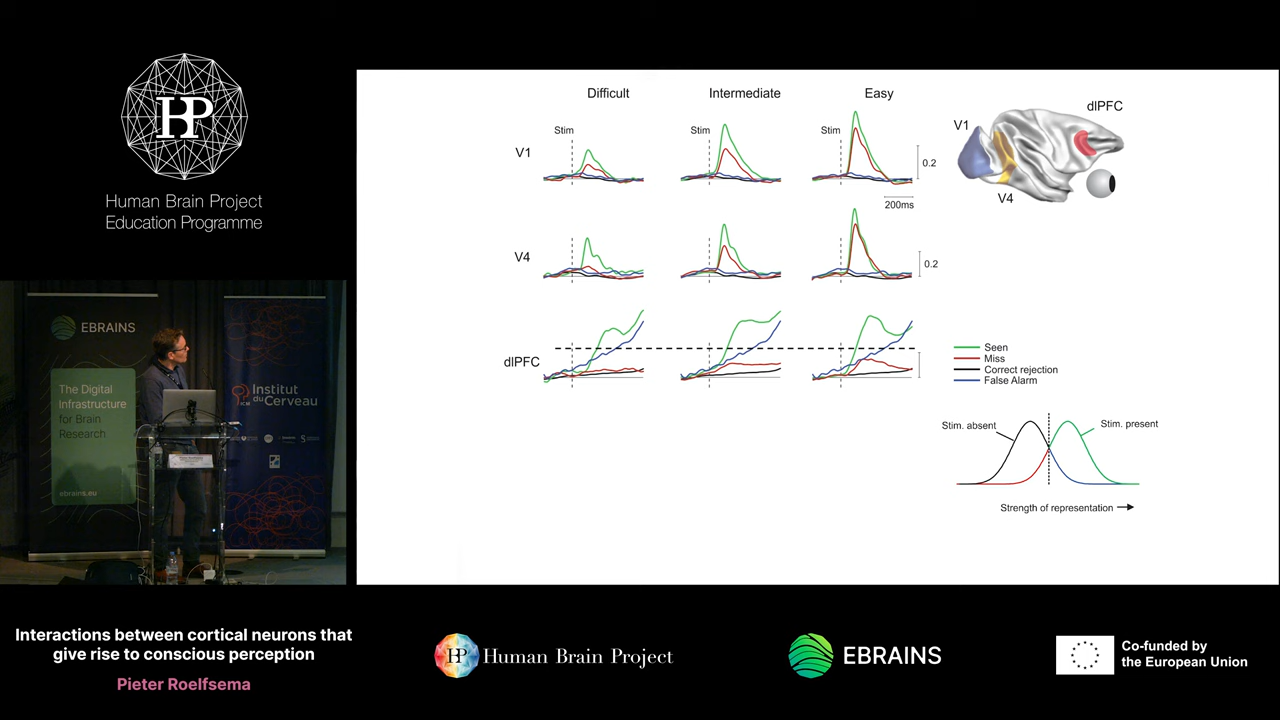 HP
Human Brain Project
Education Programme
EBRAINS
The Digital
Infrastructure
for Brain
Research
ebrains.eu
Institut
du Cerveau
ICM
Difficult
Intermediate
Easy
V1
Stim
Stim
Stim
0.2
200ms
V4
0.2
dlPFC
V1
dlPFC
V4
Seen
Miss
Correct rejection
False Alarm
Stim. absent
Stim. present
Strength of representation
Interactions between cortical neurons that
give rise to conscious perception
Pieter Roelfsema
HP Human Brain Project
EBRAINS
Co-funded by
the European Union